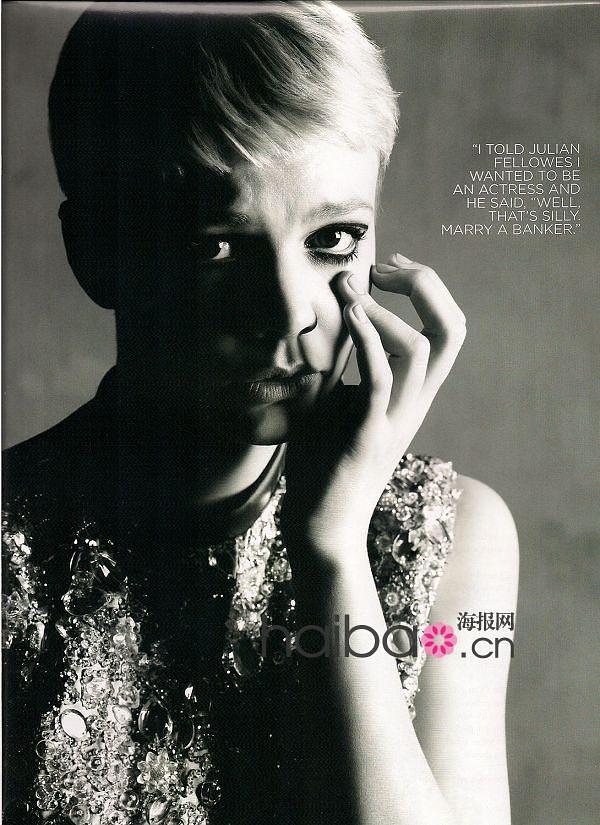 “I TOLD JULIAN
FELLOWES I
WANTED TO BE
AN ACTRESS AND
HE SAID, “WELL,
THAT’S SILLY.
MARRY A BANKER.”
海报网
haibao.cn